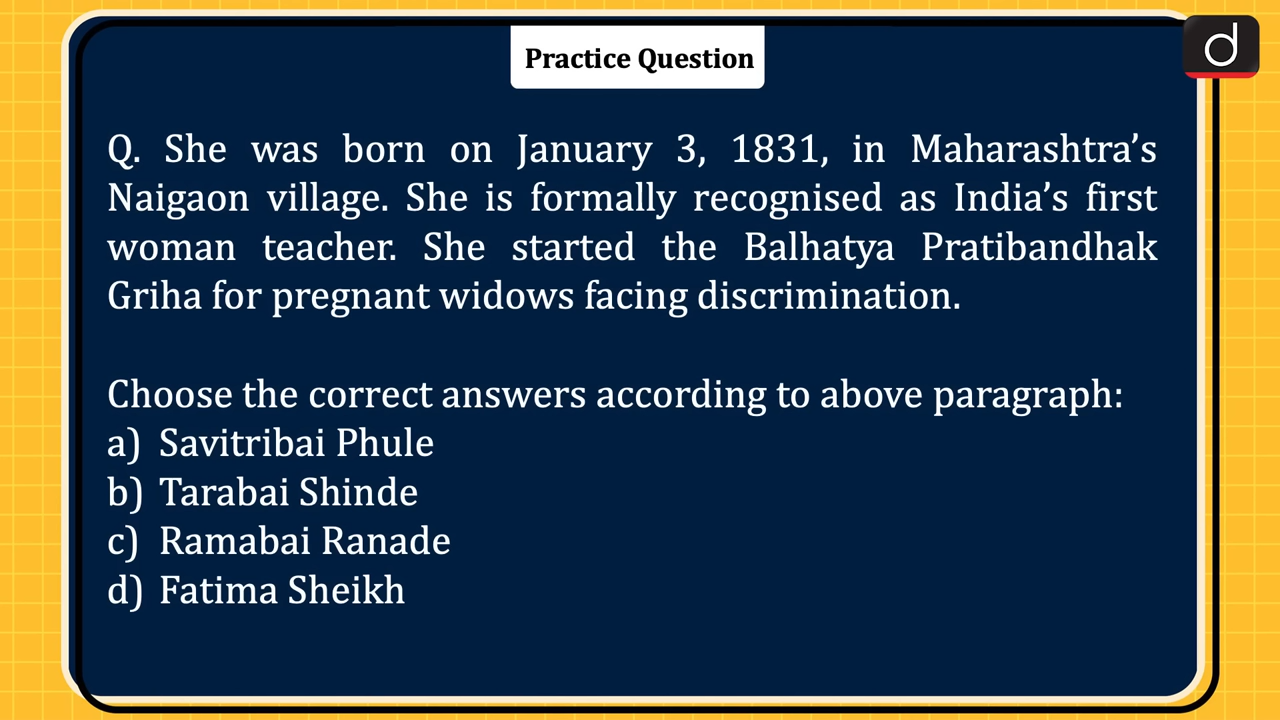 Practice Question
d
Q. She was born on January 3, 1831, in Maharashtra’s
Naigaon village. She is formally recognised as India’s first
woman teacher. She started the Balhatya Pratibandhak
Griha for pregnant widows facing discrimination.
Choose the correct answers according to above paragraph:
a) Savitribai Phule
b) Tarabai Shinde
c) Ramabai Ranade
d) Fatima Sheikh